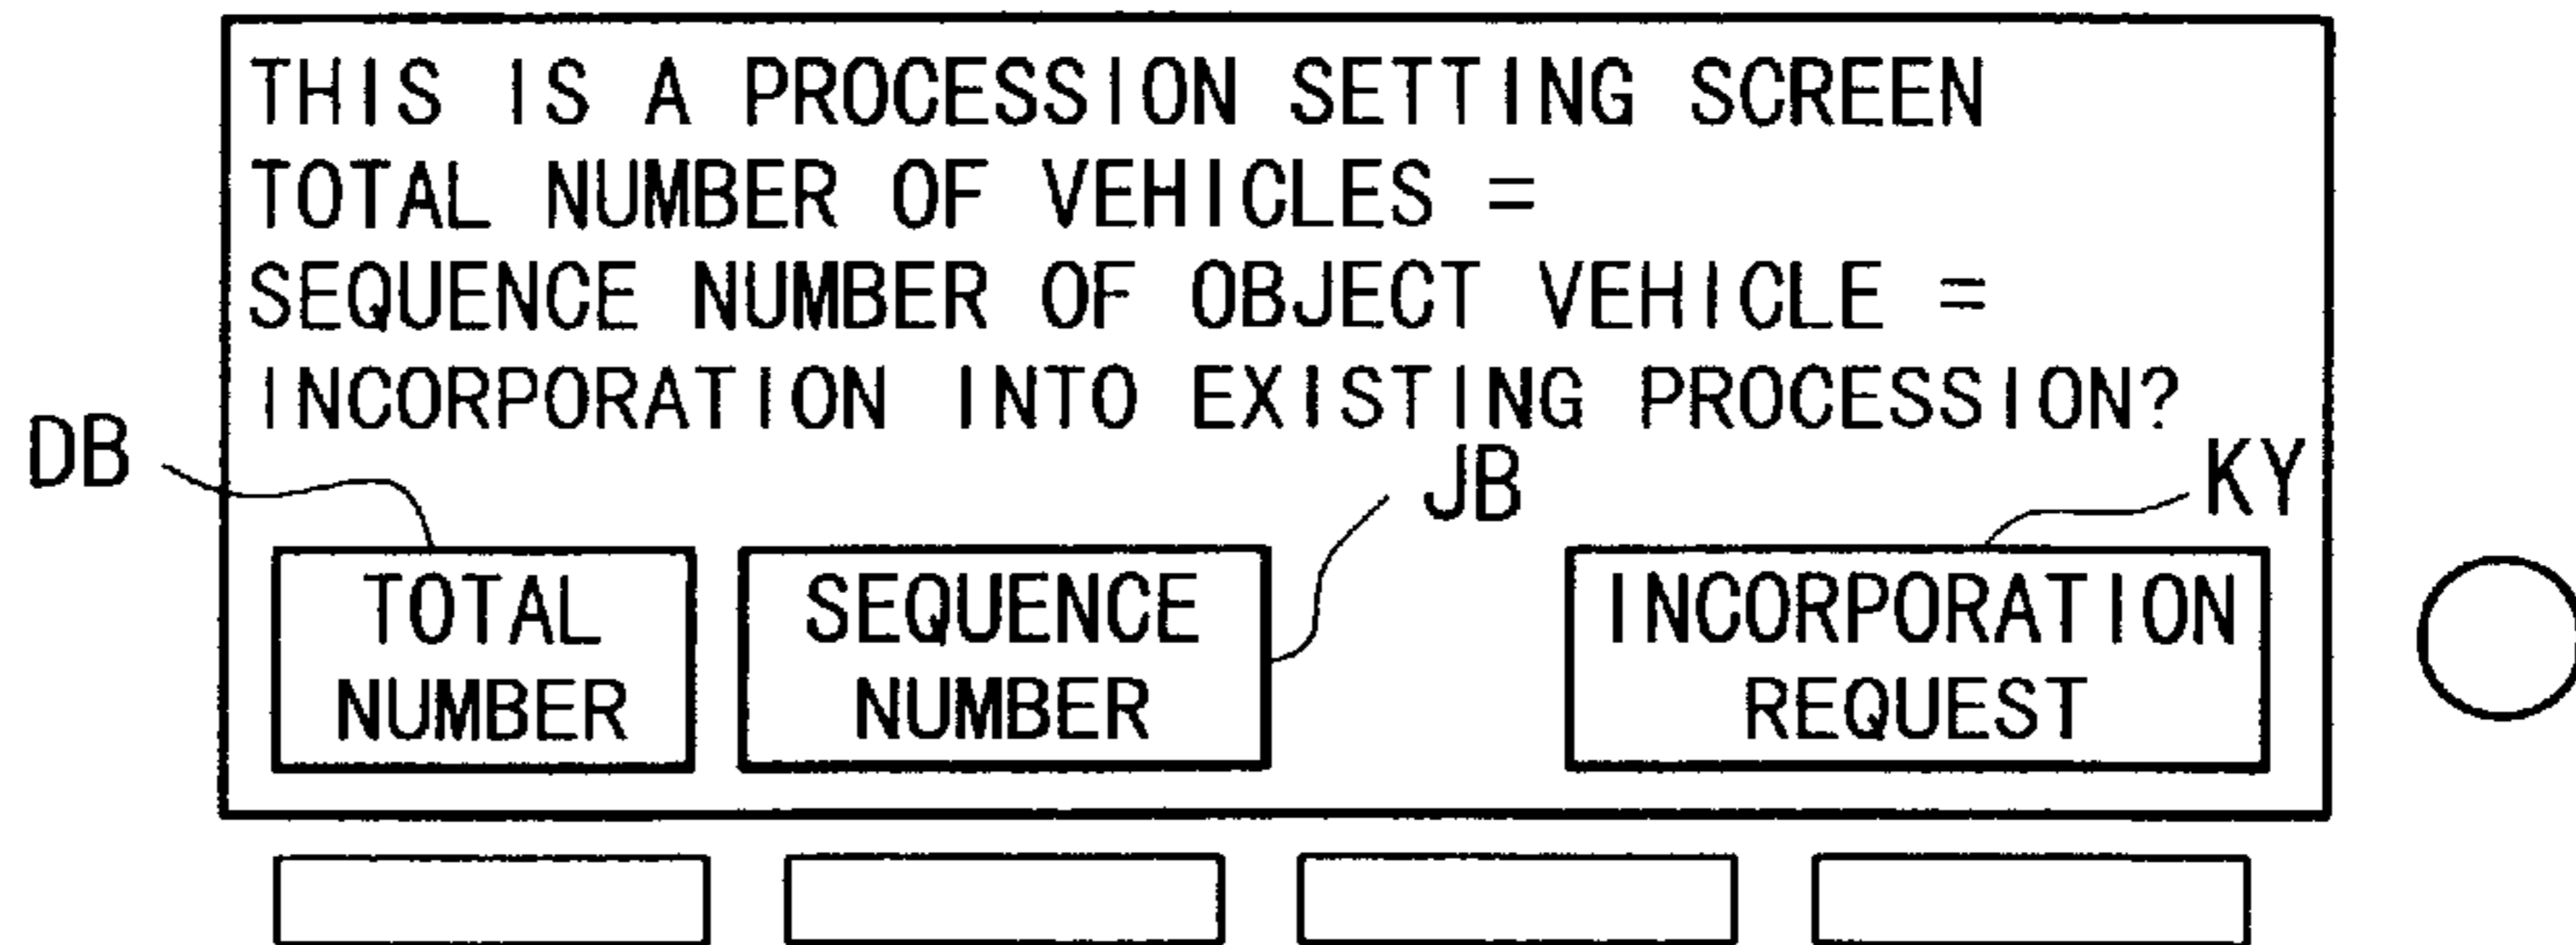 THIS IS A PROCESSION SETTING SCREEN
TOTAL NUMBER OF VEHICLES =
SEQUENCE NUMBER OF OBJECT VEHICLE =
INCORPORATION INTO EXISTING PROCESSION?
DB
JB
KY
TOTAL
NUMBER
SEQUENCE
NUMBER
INCORPORATION
REQUEST